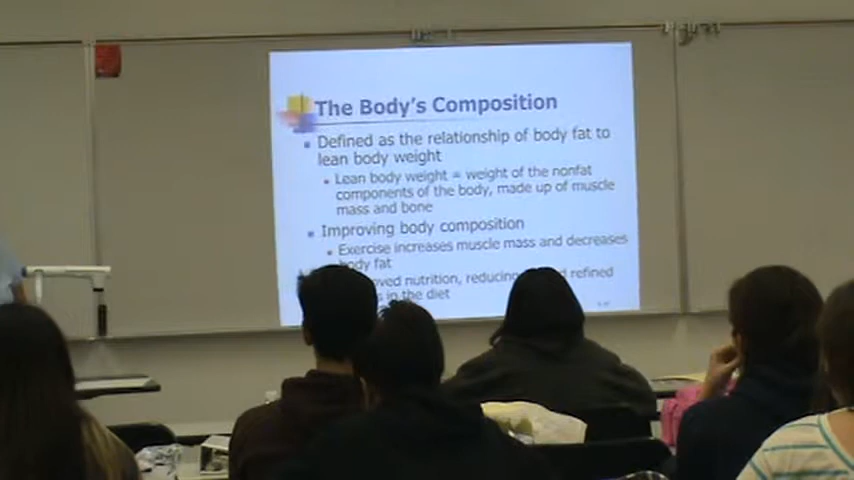 The Body's Composition
Defined as the relationship of body fat to
lean body weight
Lean body weight = weight of the nonfat
components of the body, made up of muscle
mass and bone
Improving body composition
Exercise increases muscle mass and decreases
body fat
nutrition, reducing refined
in the diet